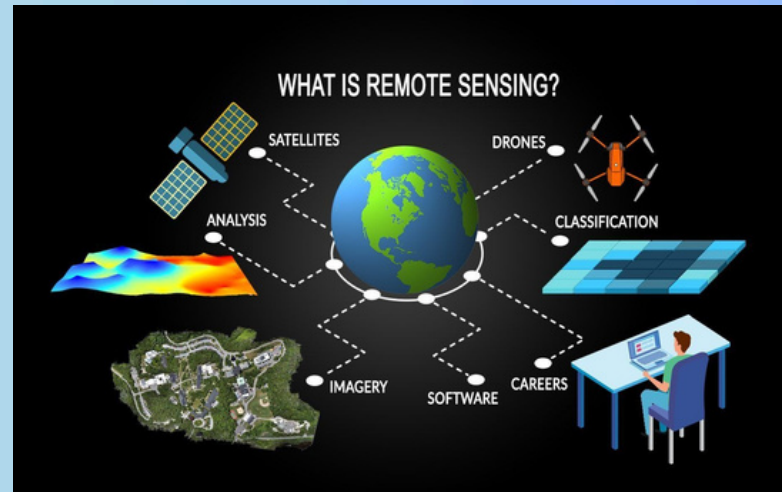 WHAT IS REMOTE SENSING?
SATELLITES
DRONES
ANALYSIS
CLASSIFICATION
IMAGERY
SOFTWARE
CAREERS